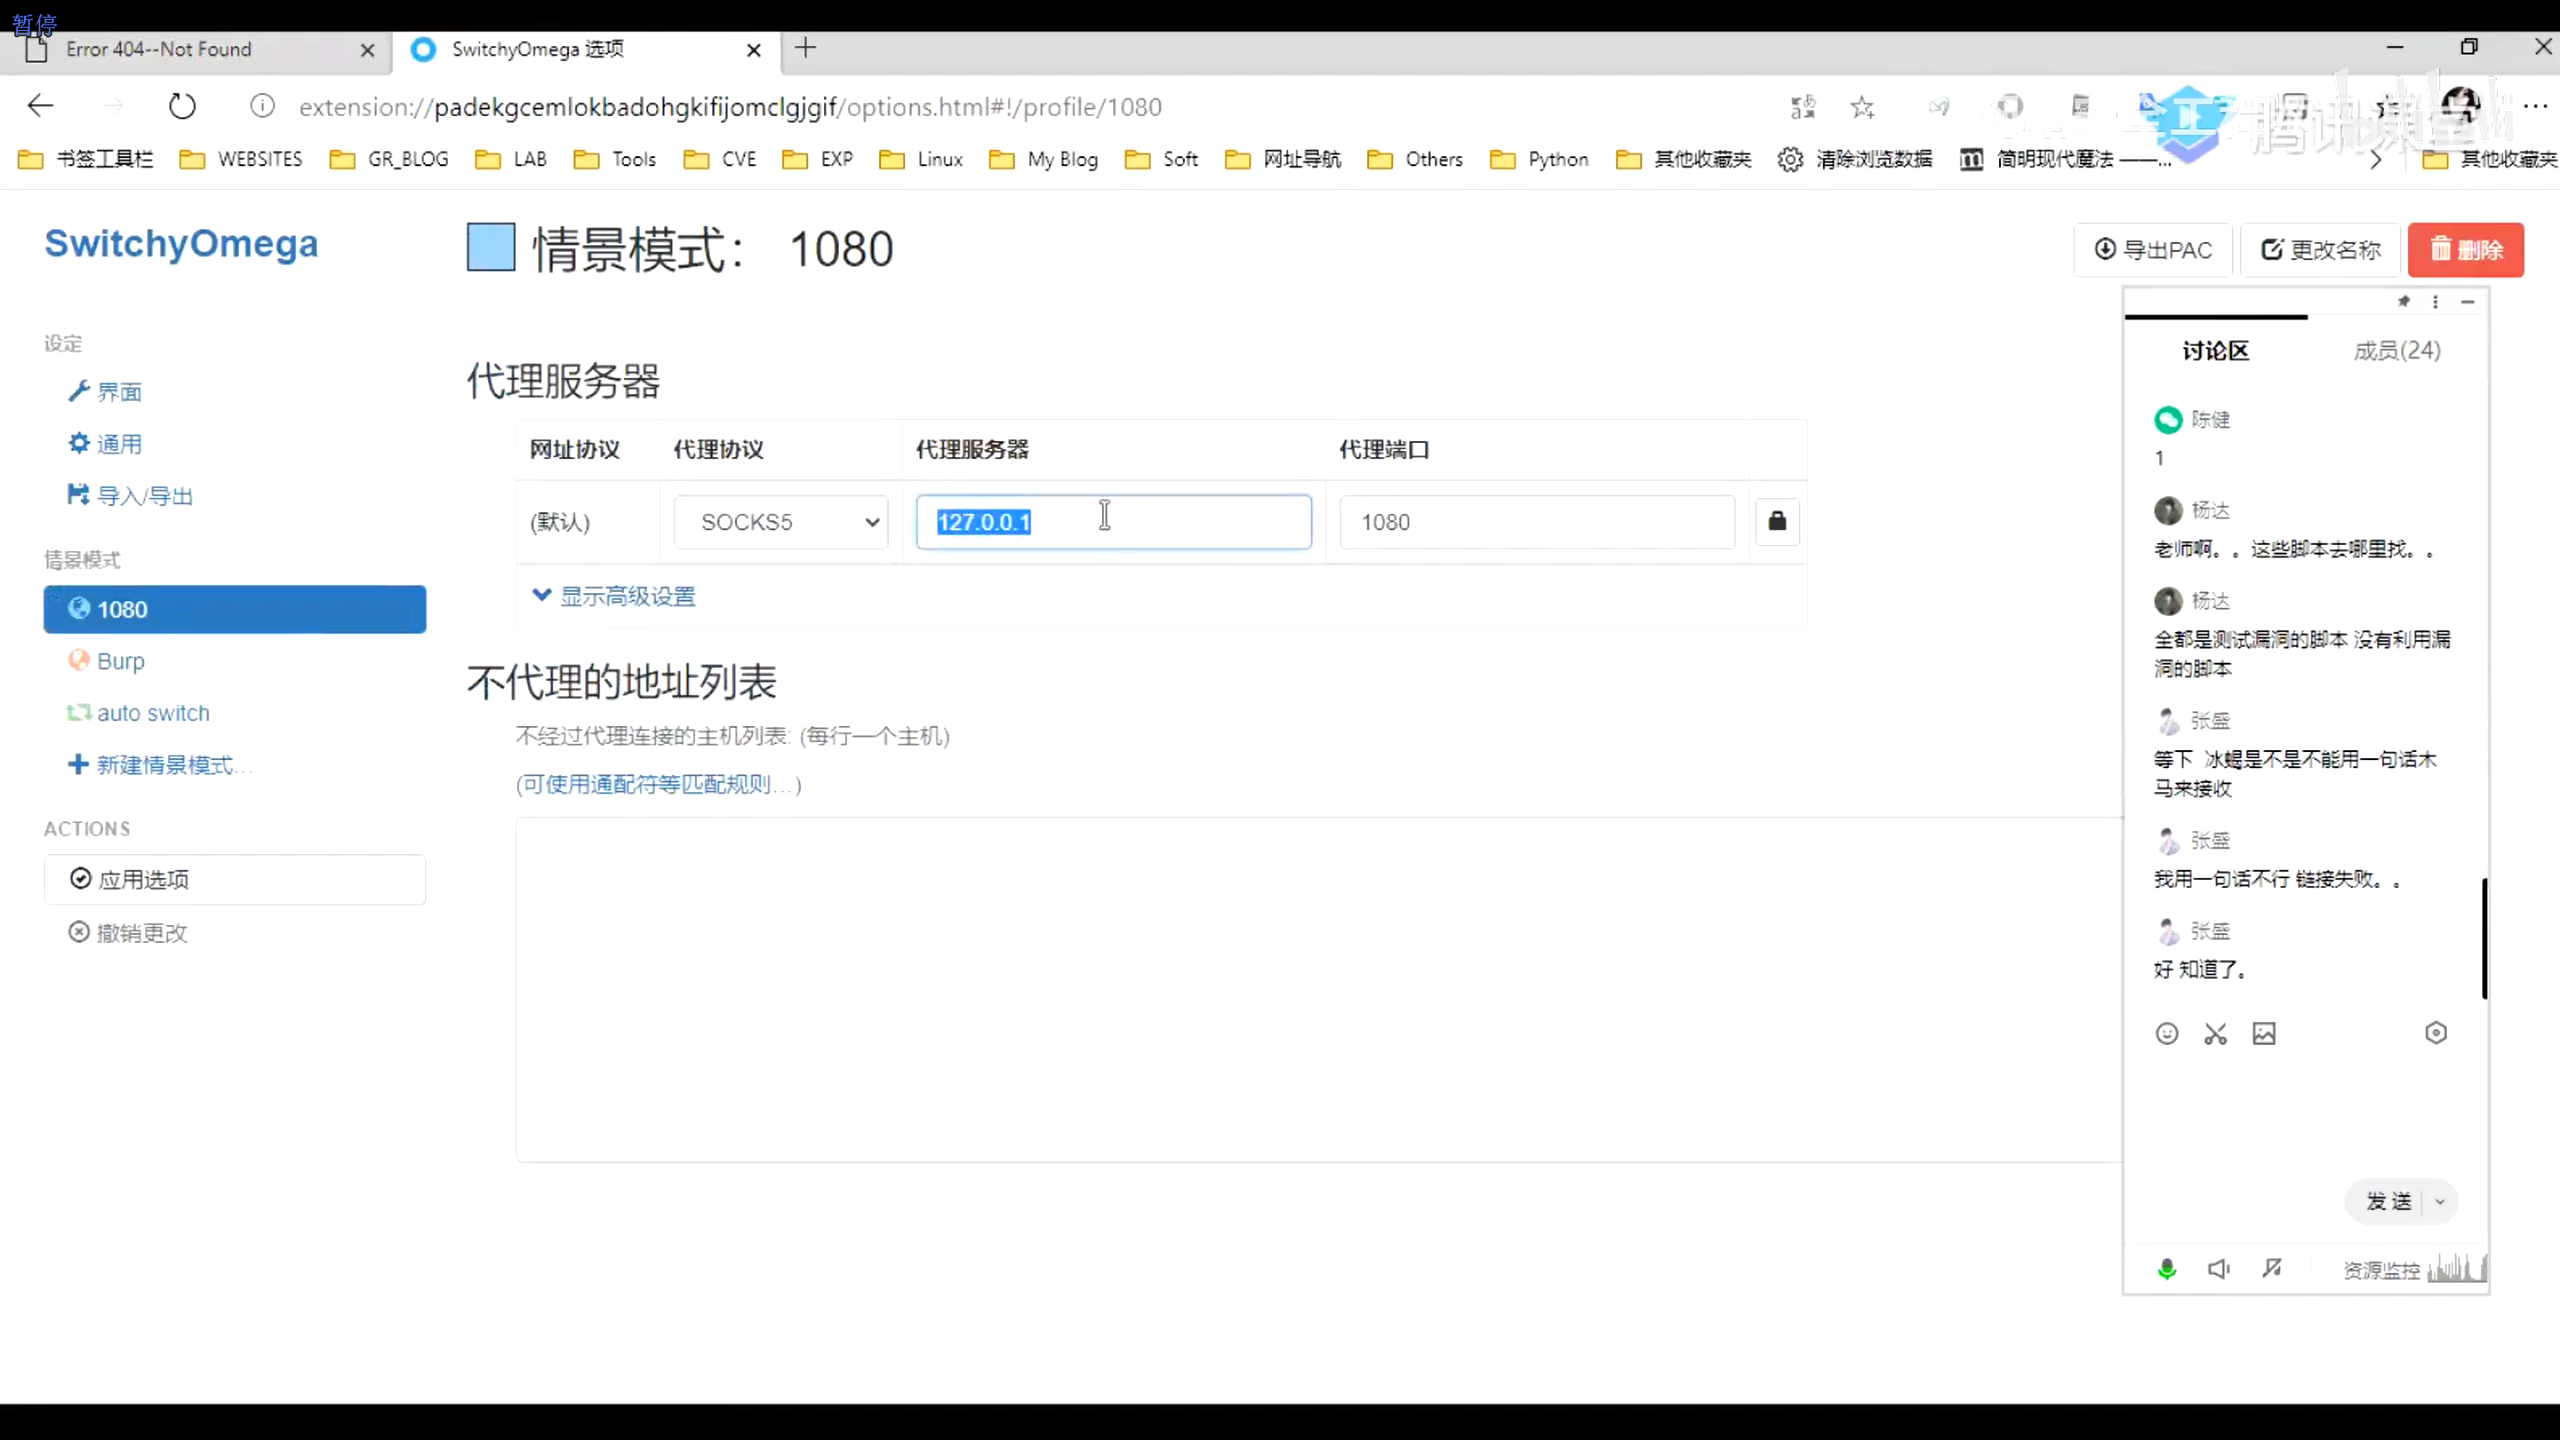 暂停
Error 404--Not Found
SwitchyOmega 选项
extension://padekgcemlokbadohgkifijomclgjgif/options.html#!/profile/1080
书签工具栏 WEBSITES GR_BLOG LAB Tools CVE EXP Linux My Blog Soft 网址导航 Others Python 其他收藏夹 清除浏览数据 简明现代魔法 ——... 其他收藏夹
腾讯课堂
SwitchyOmega
情景模式： 1080
导出PAC
更改名称
删除
设定
界面
通用
导入/导出
情景模式
1080
Burp
auto switch
新建情景模式...
ACTIONS
应用选项
撤销更改
代理服务器
网址协议 代理协议 代理服务器 代理端口
(默认) SOCKS5 127.0.0.1 1080
显示高级设置
不代理的地址列表
不经过代理连接的主机列表: (每行一个主机)
(可使用通配符等匹配规则...)
讨论区 成员(24)
陈健
1
杨达
老师啊。。这些脚本去哪里找。。
杨达
全都是测试漏洞的脚本 没有利用漏
洞的脚本
张盛
等下 冰蝎是不是不能用一句话木
马来接收
张盛
我用一句话不行 链接失败。。
张盛
好 知道了。
发送
资源监控